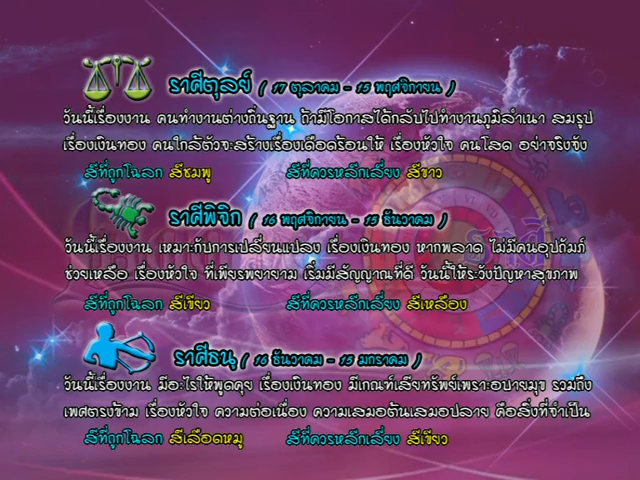 ราศีตุลย์ ( 17 ตุลาคม - 15 พฤศจิกายน )
วันนี้เรื่องงาน คนทำงานต่างถิ่นฐาน ถ้ามีโอกาสได้กลับไปทำงานภูมิลำเนา สมรูป
เรื่องเงินทอง คนใกล้ตัวจะสร้างเรื่องเดือดร้อนให้ เรื่องหัวใจ คนโสด อย่าจริงจัง
สีที่ถูกโฉลก สีชมพู สีที่ควรหลีกเลี่ยง สีขาว
ราศีพิจิก ( 16 พฤศจิกายน - 15 ธันวาคม )
วันนี้เรื่องงาน เหมาะกับการเปลี่ยนแปลง เรื่องเงินทอง หากพลาด ไม่มีคนอุปถัมภ์
ช่วยเหลือ เรื่องหัวใจ ที่เพียรพยายาม เริ่มมีสัญญาณที่ดี วันนี้ให้ระวังปัญหาสุขภาพ
สีที่ถูกโฉลก สีเขียว สีที่ควรหลีกเลี่ยง สีเหลือง
ราศีธนู ( 16 ธันวาคม - 15 มกราคม )
วันนี้เรื่องงาน มีอะไรให้พูดคุย เรื่องเงินทอง มีเกณฑ์เสียทรัพย์เพราะอบายมุข รวมถึง
เพศตรงข้าม เรื่องหัวใจ ความต่อเนื่อง ความเสมอต้นเสมอปลาย คือสิ่งที่จำเป็น
สีที่ถูกโฉลก สีเลือดหมู สีที่ควรหลีกเลี่ยง สีเขียว